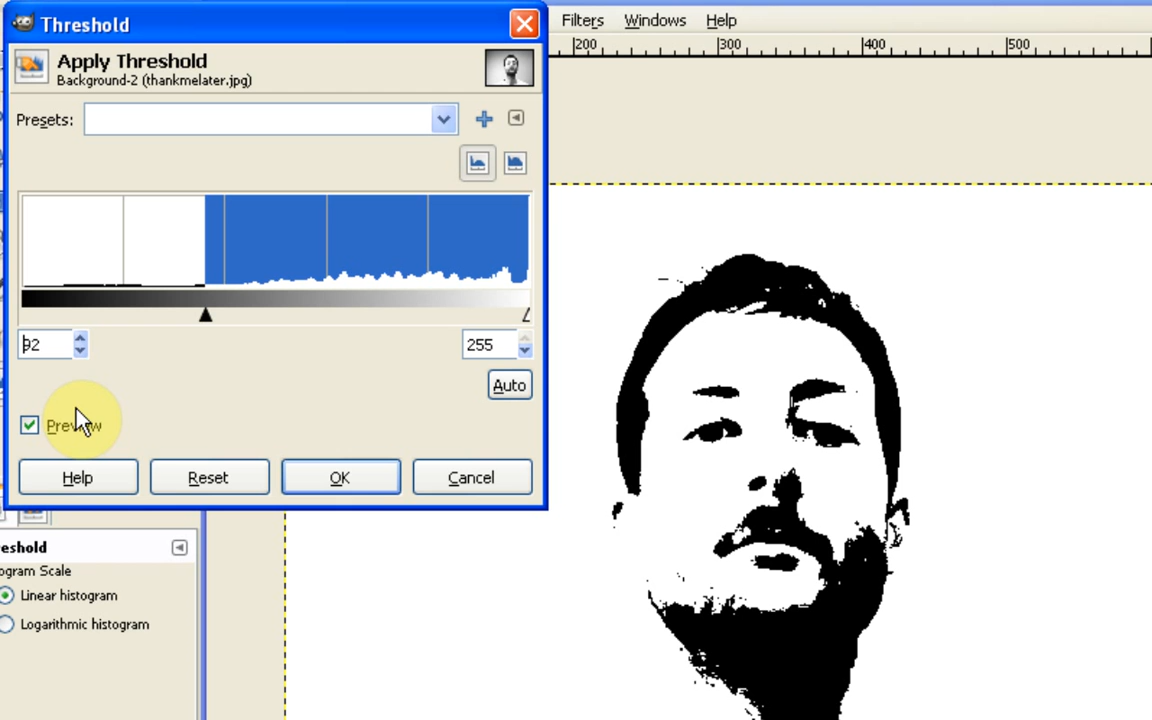 Threshold
Filters Windows Help
200 300 400 500
Apply Threshold
Background-2 (thankmelater.jpg)
Presets:
92
255
Auto
Preview
Help Reset OK Cancel
eshold
ogram Scale
Linear histogram
Logarithmic histogram